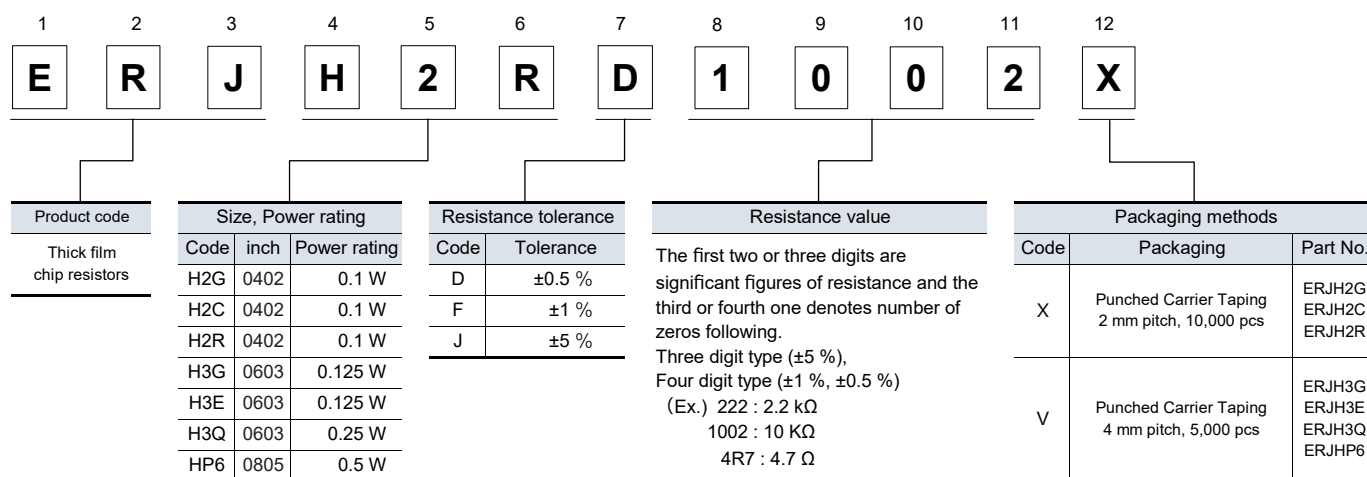 1 2 3 4 5 6 7 8 9 10 11 12
E R J H 2 R D 1 0 0 2 X
Product code
Thick film
chip resistors
Size, Power rating
Code inch Power rating
H2G 0402 0.1 W
H2C 0402 0.1 W
H2R 0402 0.1 W
H3G 0603 0.125 W
H3E 0603 0.125 W
H3Q 0603 0.25 W
HP6 0805 0.5 W
Resistance tolerance
Code Tolerance
D ±0.5 %
F ±1 %
J ±5 %
Resistance value
The first two or three digits are
significant figures of resistance and the
third or fourth one denotes number of
zeros following.
Three digit type (±5 %),
Four digit type (±1 %, ±0.5 %)
(Ex.) 222 : 2.2 kΩ
1002 : 10 KΩ
4R7 : 4.7 Ω
Packaging methods
Code Packaging Part No.
X
Punched Carrier Taping
2 mm pitch, 10,000 pcs
ERJH2G
ERJH2C
ERJH2R
V
Punched Carrier Taping
4 mm pitch, 5,000 pcs
ERJH3G
ERJH3E
ERJH3Q
ERJHP6